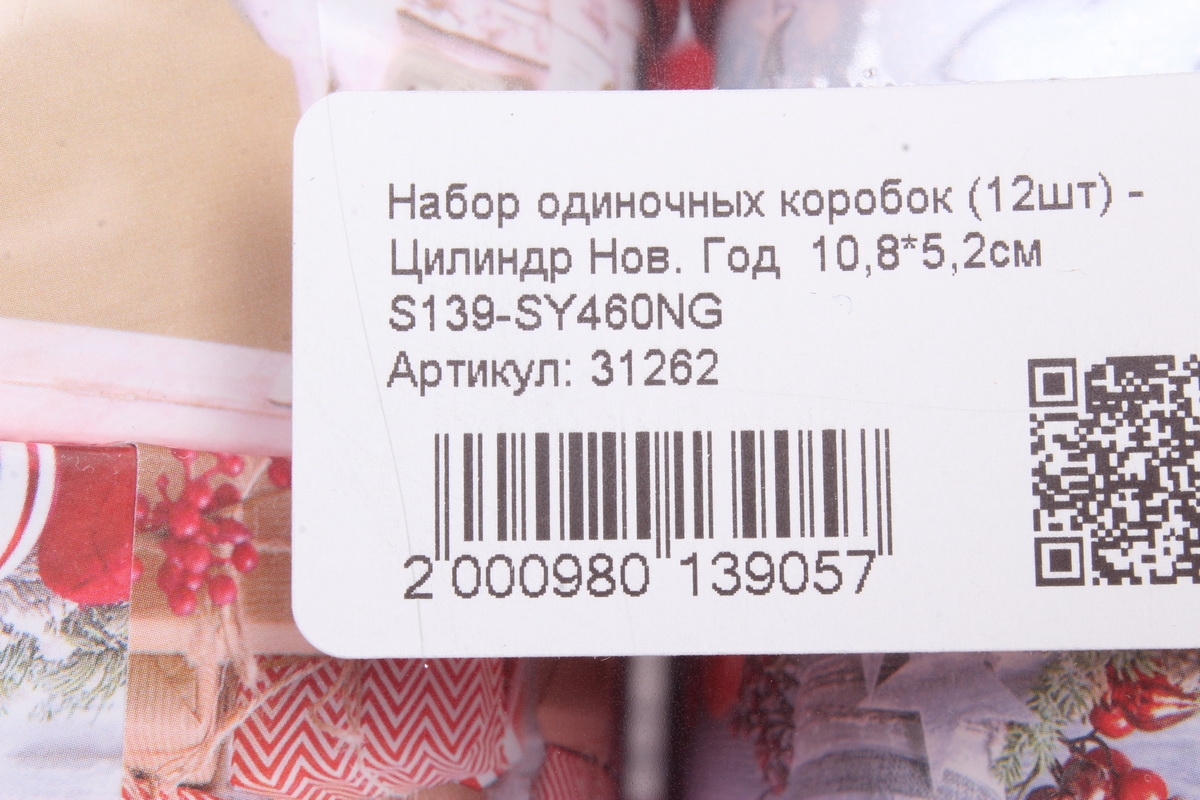 Набор одиночных коробок (12шт) -
Цилиндр Нов. Год 10,8*5,2см
S139-SY460NG
Артикул: 31262
2 000980 139057